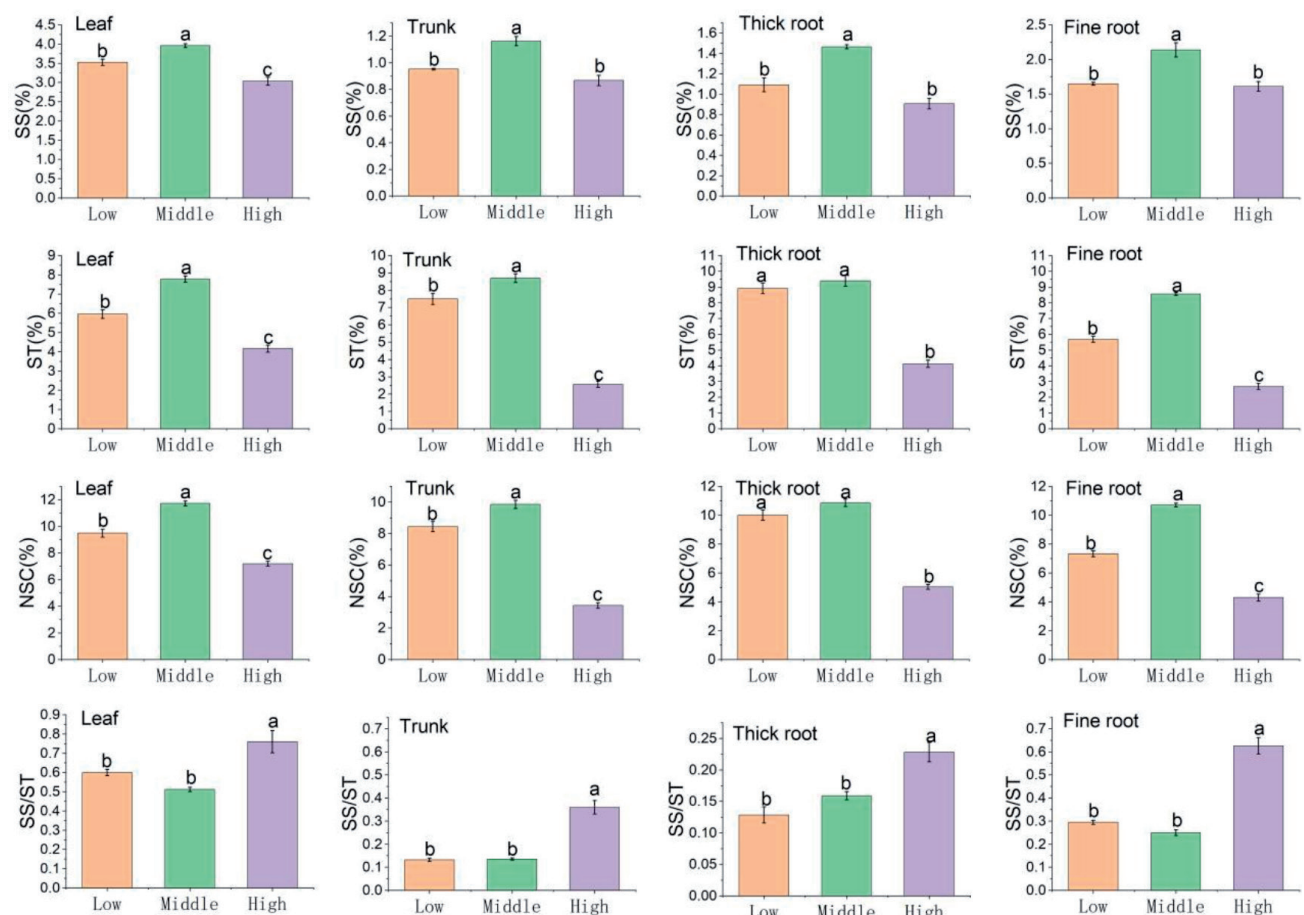 Leaf
SS(%)
4.5
4.0
3.5
3.0
2.5
2.0
1.5
1.0
0.5
0.0
b
a
c
Low Middle High
Trunk
SS(%)
1.2
1.0
0.8
0.6
0.4
0.2
0.0
b
a
b
Low Middle High
Thick root
SS(%)
1.6
1.4
1.2
1.0
0.8
0.6
0.4
0.2
0.0
b
a
b
Low Middle High
Fine root
SS(%)
2.5
2.0
1.5
1.0
0.5
0.0
b
a
b
Low Middle High
Leaf
ST(%)
9
8
7
6
5
4
3
2
1
0
b
a
c
Low Middle High
Trunk
ST(%)
10
9
8
7
6
5
4
3
2
1
0
b
a
c
Low Middle High
Thick root
ST(%)
11
10
9
8
7
6
5
4
3
2
1
0
a
a
b
Low Middle High
Fine root
ST(%)
10
9
8
7
6
5
4
3
2
1
0
b
a
c
Low Middle High
Leaf
NSC(%)
12
10
8
6
4
2
0
b
a
c
Low Middle High
Trunk
NSC(%)
10
8
6
4
2
0
b
a
c
Low Middle High
Thick root
NSC(%)
12
10
8
6
4
2
0
a
a
b
Low Middle High
Fine root
NSC(%)
12
10
8
6
4
2
0
b
a
c
Low Middle High
Leaf
SS/ST
0.9
0.8
0.7
0.6
0.5
0.4
0.3
0.2
0.1
0.0
b
b
a
Low Middle High
Trunk
SS/ST
0.7
0.6
0.5
0.4
0.3
0.2
0.1
0.0
b
b
a
Low Middle High
Thick root
SS/ST
0.25
0.20
0.15
0.10
0.05
0.00
b
b
a
Low Middle High
Fine root
SS/ST
0.7
0.6
0.5
0.4
0.3
0.2
0.1
0.0
b
b
a
Low Middle High